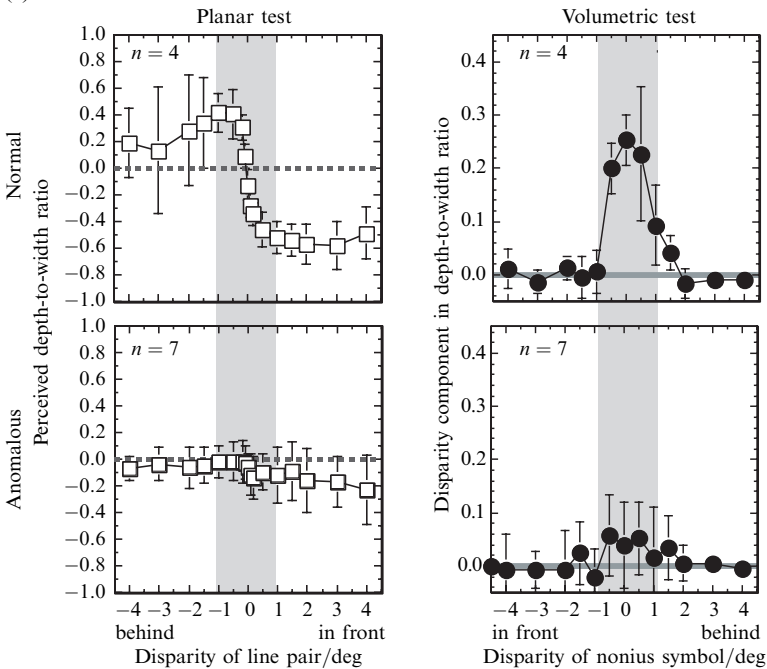 Planar test
Volumetric test
Normal
Anomalous
Perceived depth-to-width ratio
n = 4
1.0
0.8
0.6
0.4
0.2
0.0
−0.2
−0.4
−0.6
−0.8
−1.0
n = 7
1.0
0.8
0.6
0.4
0.2
0.0
−0.2
−0.4
−0.6
−0.8
−1.0
−4 −3 −2 −1 0 1 2 3 4
behind in front
Disparity of line pair/deg
Disparity component in depth-to-width ratio
n = 4
0.4
0.3
0.2
0.1
0.0
n = 7
0.4
0.3
0.2
0.1
0.0
−4 −3 −2 −1 0 1 2 3 4
in front behind
Disparity of nonius symbol/deg